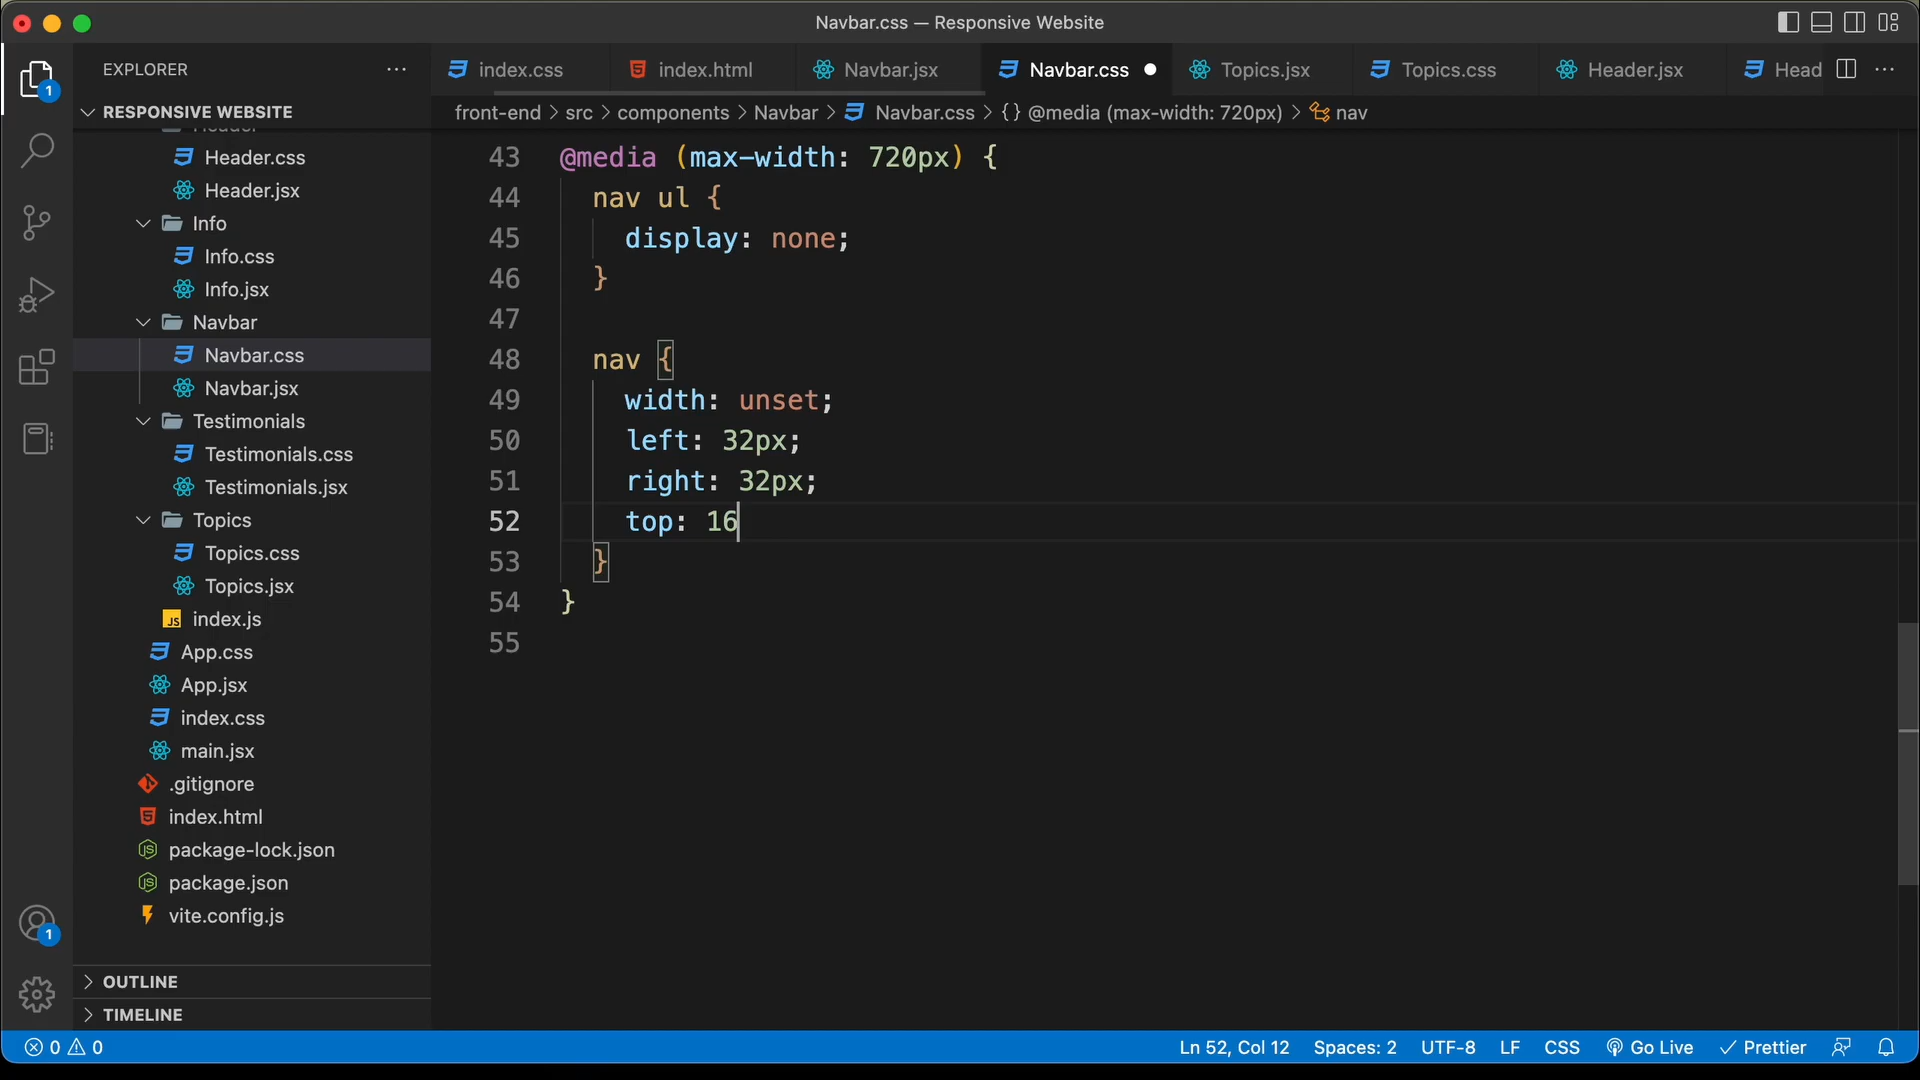 Navbar.css — Responsive Website
EXPLORER
index.css
index.html
Navbar.jsx
Navbar.css
Topics.jsx
Topics.css
Header.jsx
Head
1
RESPONSIVE WEBSITE
front-end > src > components > Navbar > Navbar.css > {} @media (max-width: 720px) > nav
Header
Header.css
Header.jsx
Info
Info.css
Info.jsx
Navbar
Navbar.css
Navbar.jsx
Testimonials
Testimonials.css
Testimonials.jsx
Topics
Topics.css
Topics.jsx
JS index.js
App.css
App.jsx
index.css
main.jsx
.gitignore
index.html
package-lock.json
package.json
vite.config.js
1
OUTLINE
TIMELINE
43 @media (max-width: 720px) {
44 nav ul {
45 display: none;
46 }
47
48 nav {
49 width: unset;
50 left: 32px;
51 right: 32px;
52 top: 16
53 }
54 }
55
0 0
Ln 52, Col 12
Spaces: 2
UTF-8
LF
CSS
Go Live
Prettier